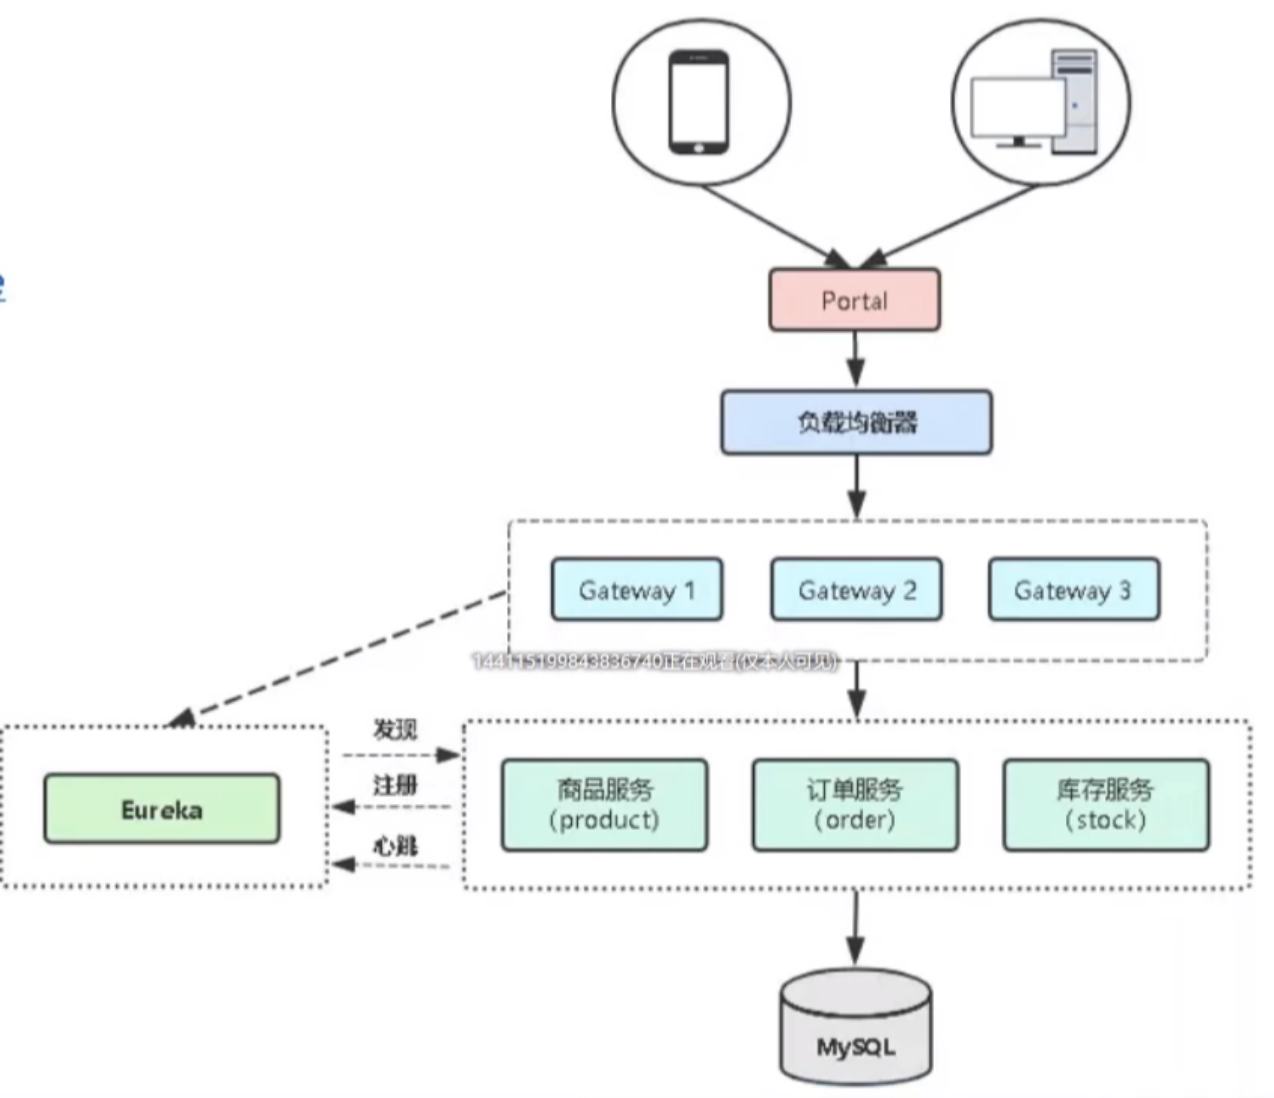 Portal
负载均衡器
Gateway 1
Gateway 2
Gateway 3
144115199843836740正在观看(仅本人可见)
发现
注册
心跳
Eureka
商品服务
(product)
订单服务
(order)
库存服务
(stock)
MySQL